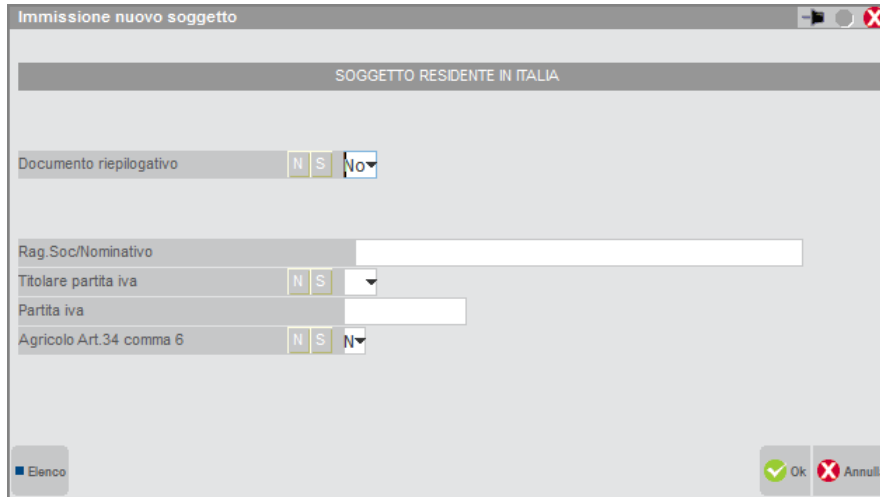 Immissione nuovo soggetto
SOGGETTO RESIDENTE IN ITALIA
Documento riepilogativo N S No
Rag.Soc/Nominativo
Titolare partita iva N S
Partita iva
Agricolo Art.34 comma 6 N S N
Elenco Ok Annull